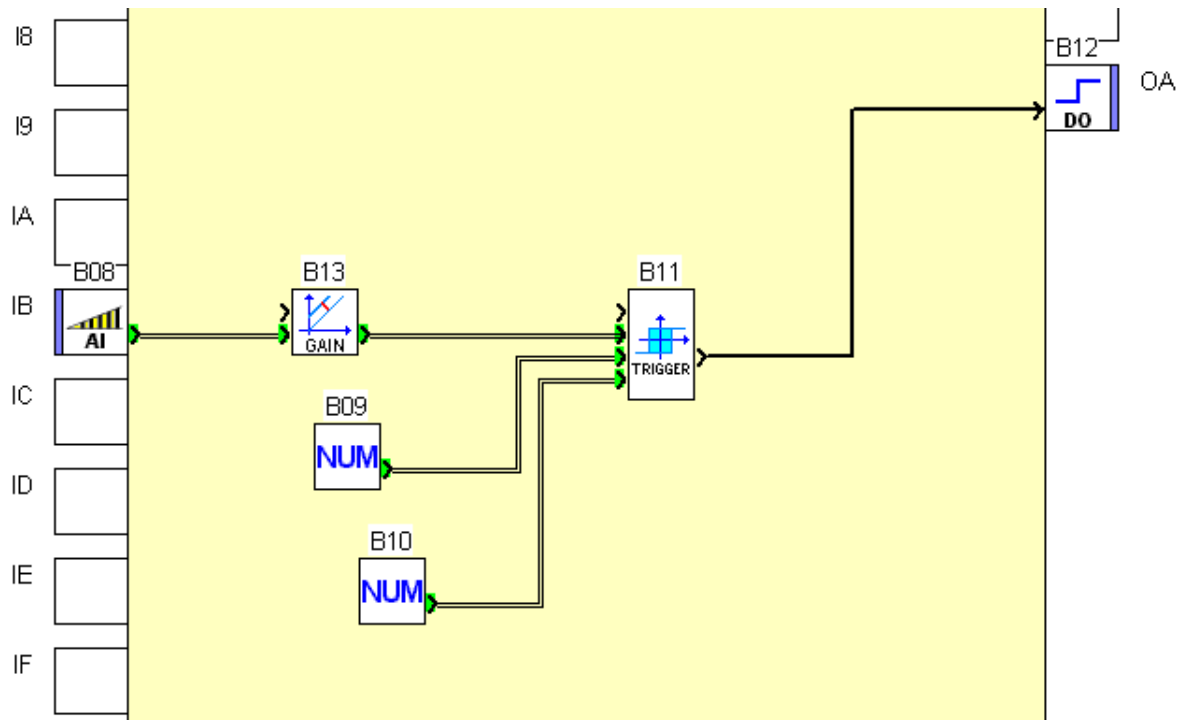 I8
B12
OA
DO
I9
IA
B08
B13
B11
IB
AI
GAIN
TRIGGER
IC
B09
NUM
ID
B10
IE
NUM
IF